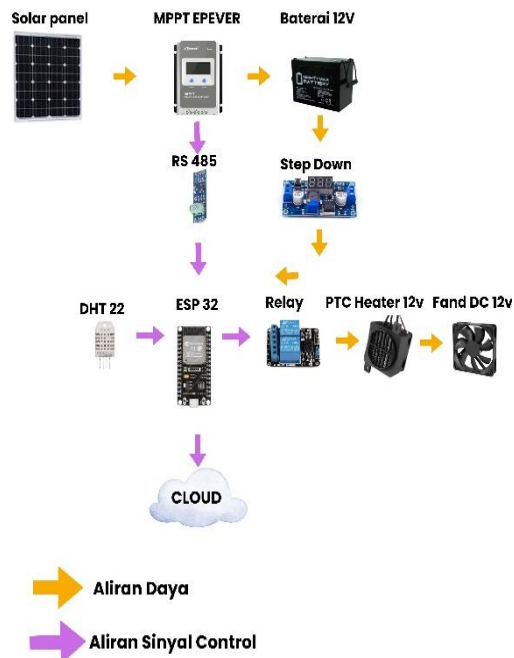 Solar panel
MPPT EPEVER
Baterai 12V
RS 485
Step Down
DHT 22
ESP 32
Relay
PTC Heater 12v
Fand DC 12v
CLOUD
Aliran Daya
Aliran Sinyal Control